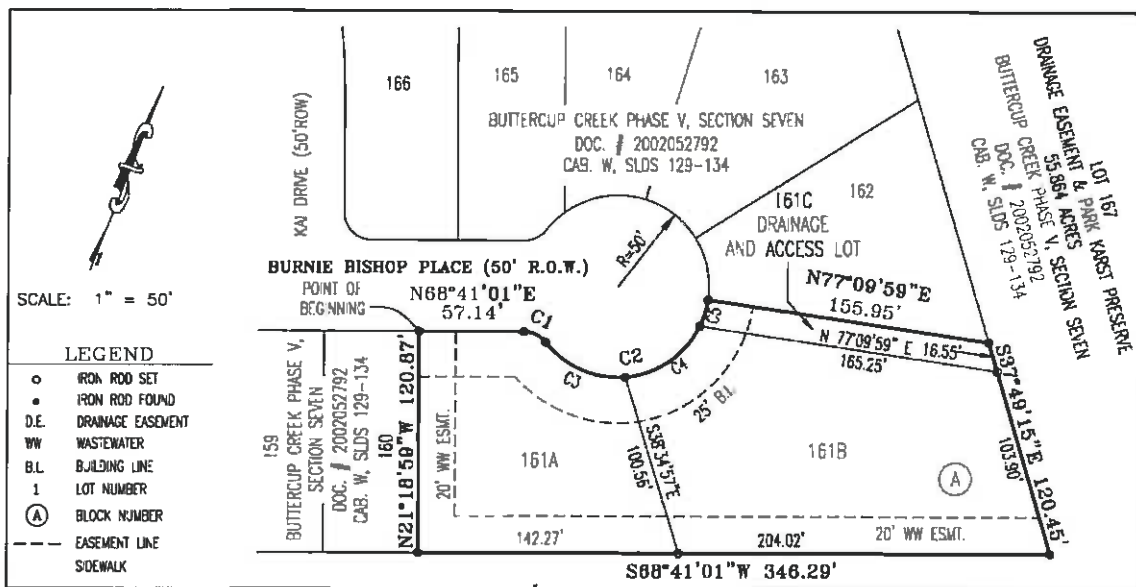 166
165
164
163
KAI DRIVE (50'ROW)
BUTTERCUP CREEK PHASE V, SECTION SEVEN
DOC. # 2002052792
CAB. W, SLDS 129-134
LOT 167
DRAINAGE EASEMENT & PARK KARST PRESERVE
55.864 ACRES
BUTTERCUP CREEK PHASE V, SECTION SEVEN
DOC. # 2002052792
CAB. W, SLDS 129-134
162
161C
DRAINAGE
AND ACCESS LOT
R=50'
BURNIE BISHOP PLACE (50' R.O.W.)
POINT OF
BEGINNING
N68°41'01"E
57.14'
C1
C2
C3
C4
C5
N77°09'59"E
155.95'
N 77°09'59" E 16.55'
165.25'
S37°49'15"E 120.45'
103.90'
SCALE: 1" = 50'
LEGEND
IRON ROD SET
IRON ROD FOUND
D.E. DRAINAGE EASEMENT
WW WASTEWATER
B.L. BUILDING LINE
1 LOT NUMBER
A BLOCK NUMBER
EASEMENT LINE
SIDEWALK
159
BUTTERCUP CREEK PHASE V,
SECTION SEVEN
DOC. # 2002052792
CAB. W, SLDS 129-134
160
N21°18'59"W 120.87'
20' WW ESMT.
161A
S38°34'57"E
100.56'
25' B.L.
161B
A
20' WW ESMT.
142.27'
204.02'
S68°41'01"W 346.29'